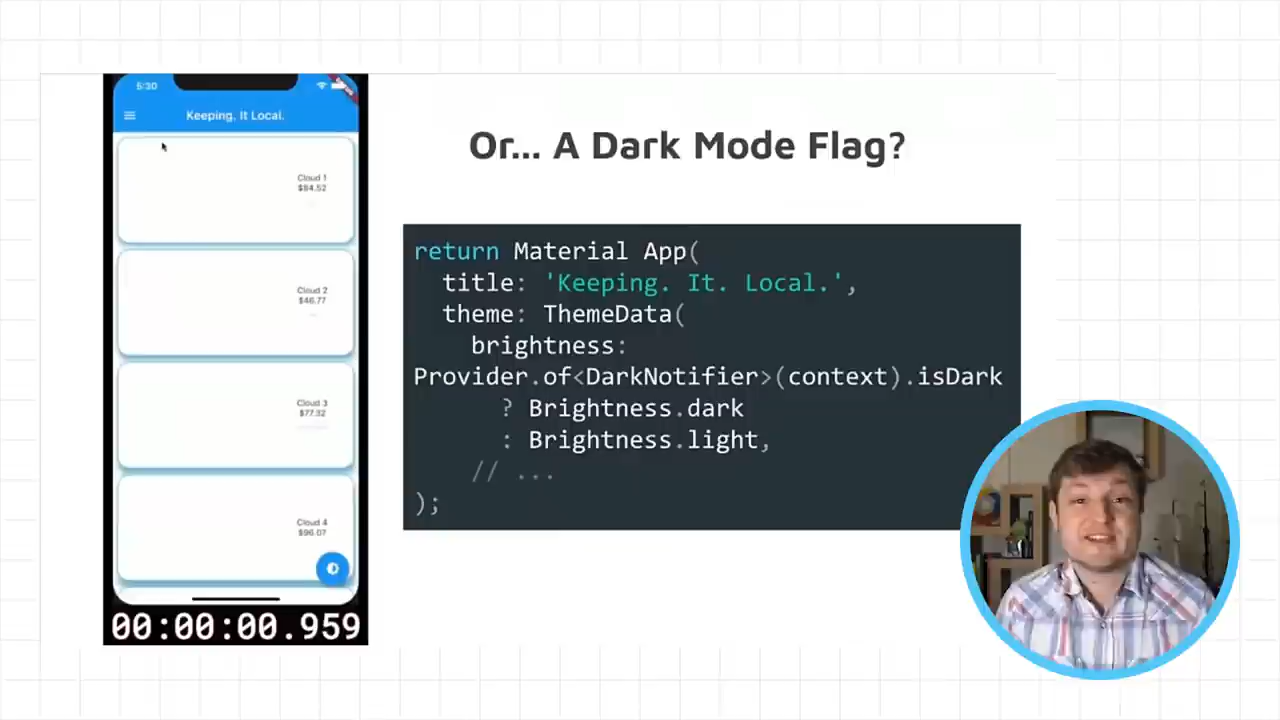 5:30
Keeping. It Local.
Cloud 1
$84.52
Cloud 2
$46.77
Cloud 3
$77.32
Cloud 4
$96.07
00:00:00.959
Or... A Dark Mode Flag?
return Material App(
title: 'Keeping. It. Local.',
theme: ThemeData(
brightness:
Provider.of<DarkNotifier>(context).isDark
? Brightness.dark
: Brightness.light,
// ...
);